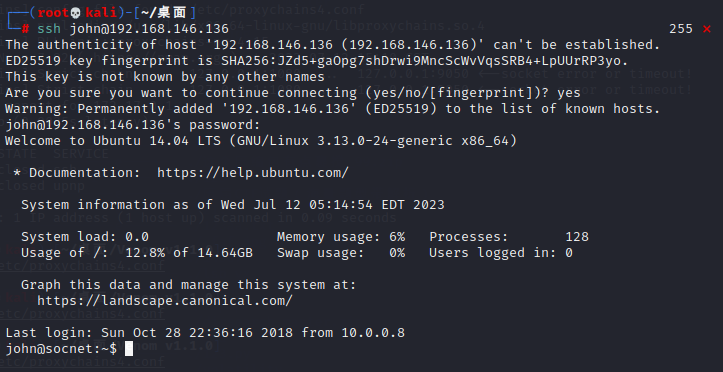 (root💀kali)-[~/桌面]
# ssh john@192.168.146.136 255 ⨯
The authenticity of host '192.168.146.136 (192.168.146.136)' can't be established.
ED25519 key fingerprint is SHA256:JZd5+gaOpg7shDrwi9MncScWvVqsSRB4+LpUUrRP3yo.
This key is not known by any other names
Are you sure you want to continue connecting (yes/no/[fingerprint])? yes
Warning: Permanently added '192.168.146.136' (ED25519) to the list of known hosts.
john@192.168.146.136's password:
Welcome to Ubuntu 14.04 LTS (GNU/Linux 3.13.0-24-generic x86_64)
* Documentation: https://help.ubuntu.com/
System information as of Wed Jul 12 05:14:54 EDT 2023
System load: 0.0 Memory usage: 6% Processes: 128
Usage of /: 12.8% of 14.64GB Swap usage: 0% Users logged in: 0
Graph this data and manage this system at:
https://landscape.canonical.com/
Last login: Sun Oct 28 22:36:16 2018 from 10.0.0.8
john@socnet:~$